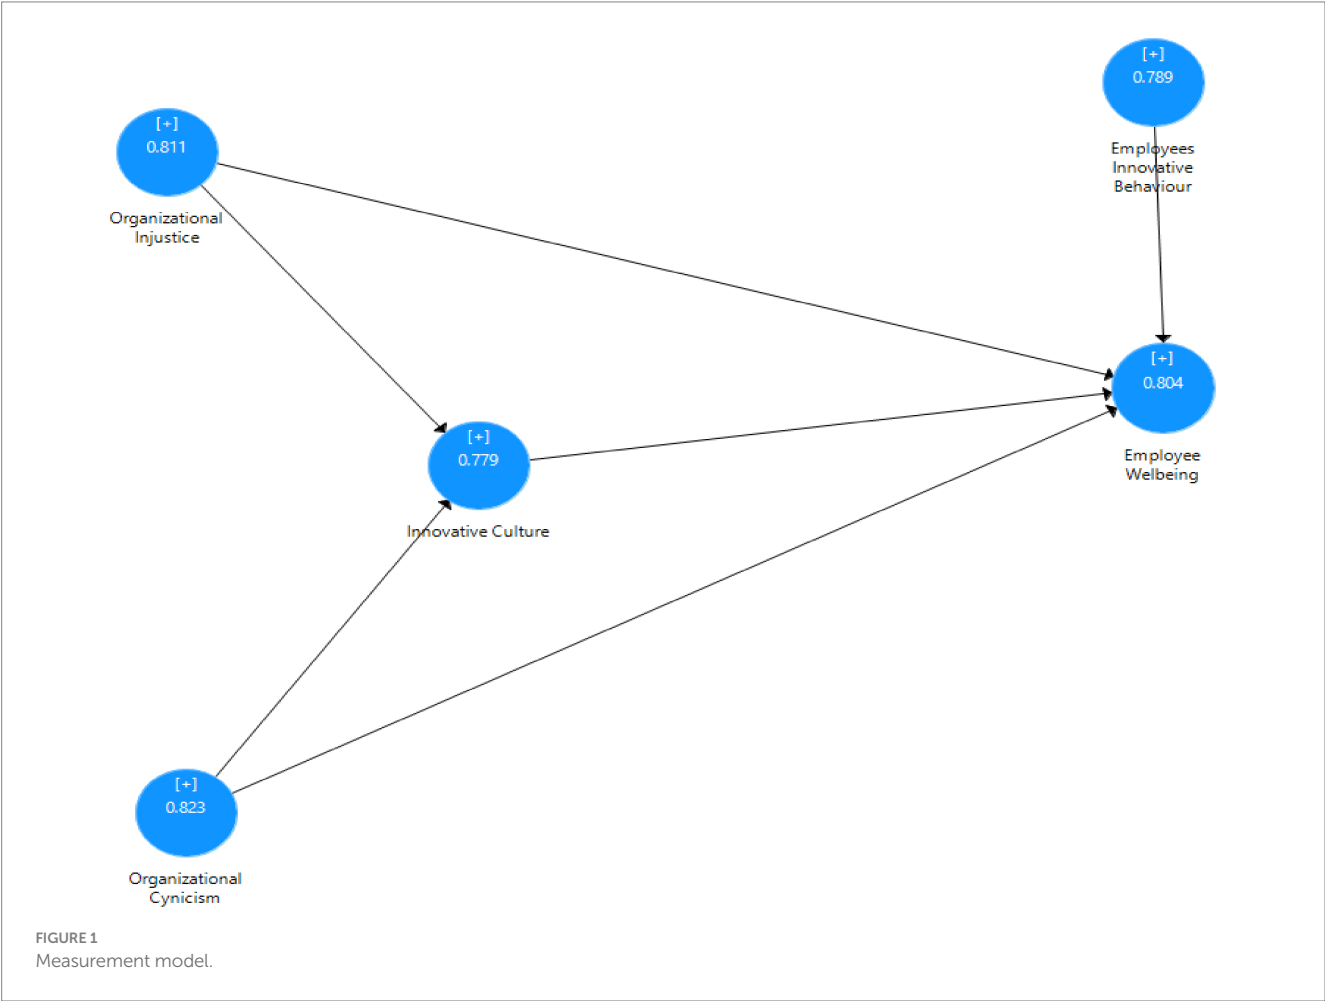 [+]
0.789
Employees
Innovative
Behaviour
[+]
0.811
Organizational
Injustice
[+]
0.804
Employee
Welbeing
[+]
0.779
Innovative Culture
[+]
0.823
Organizational
Cynicism
FIGURE 1
Measurement model.